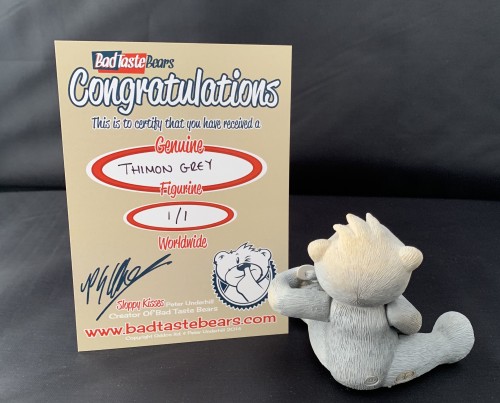 BadTasteBears
Congratulations
This is to certify that you have received a
Genuine
THIMON GREY
Figurine
1/1
Worldwide
Sloppy Kisses Peter Underhill
Creator Of Bad Taste Bears
www.badtastebears.com